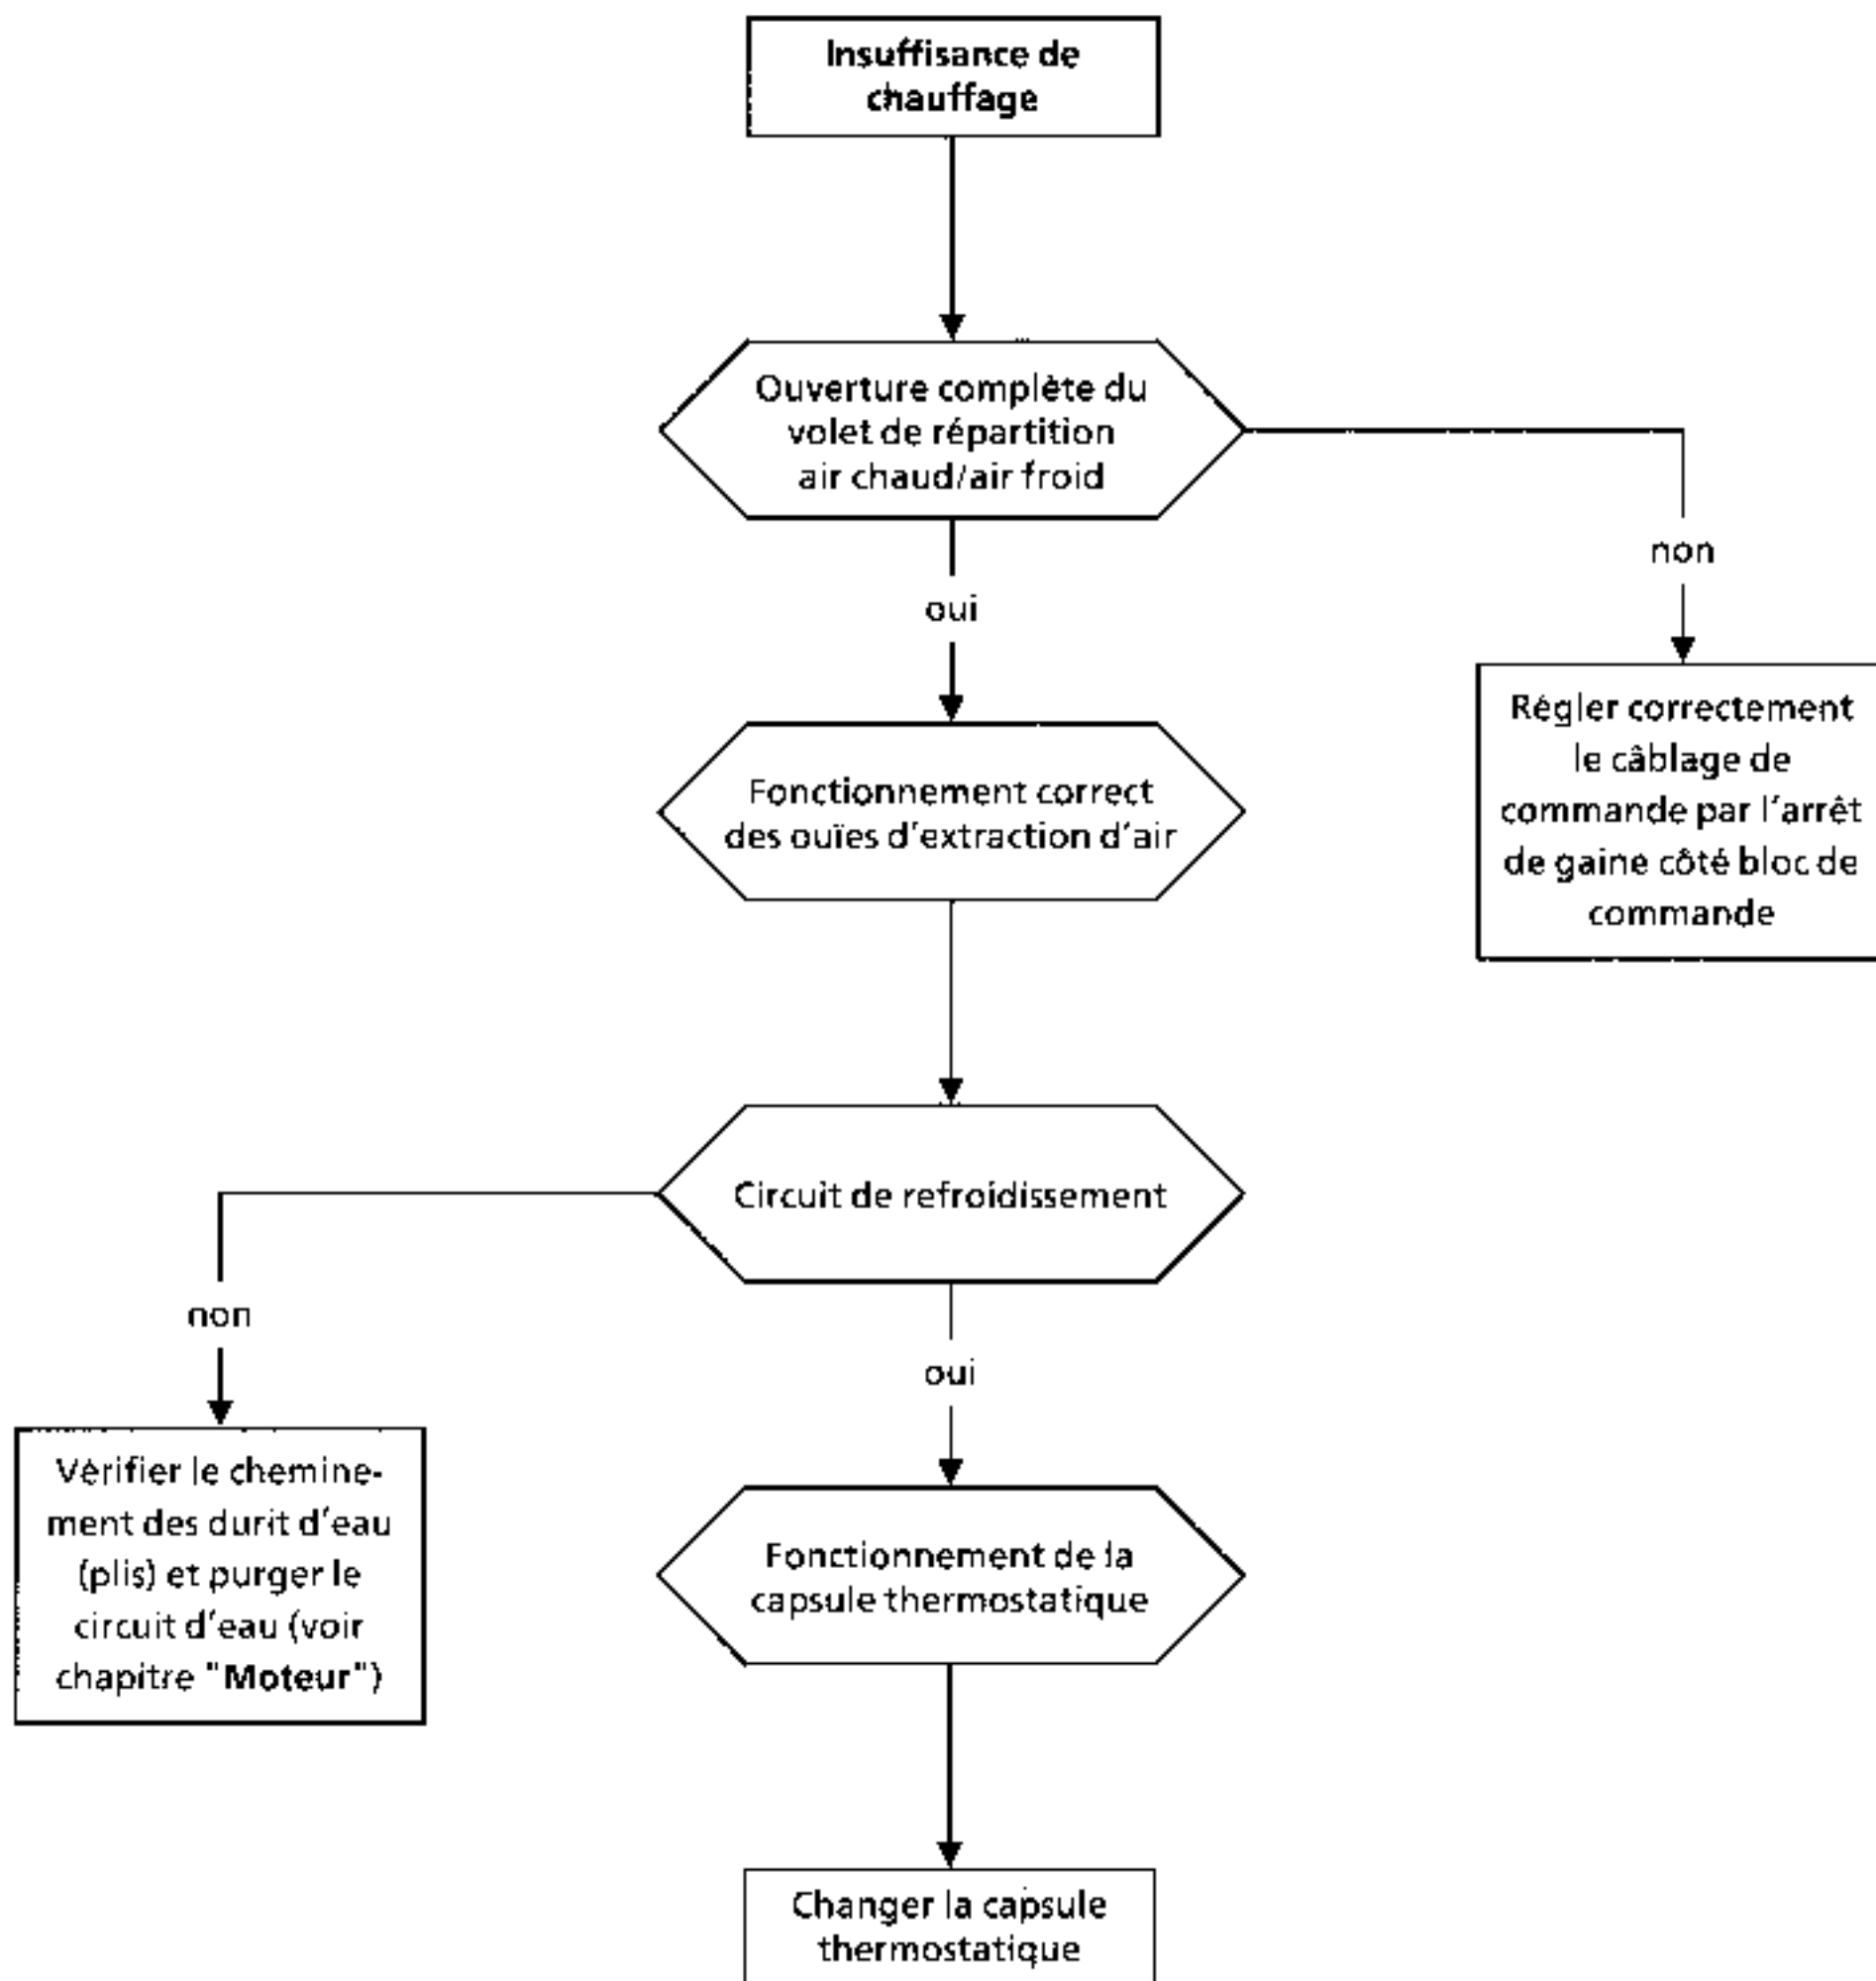 Insuffisance de
chauffage
Ouverture complète du
volet de répartition
air chaud/air froid
non
oui
Régler correctement
le câblage de
commande par l'arrêt
de gaine côté bloc de
commande
Fonctionnement correct
des ouïes d'extraction d'air
Circuit de refroidissement
non
oui
Vérifier le chemine-
ment des durit d'eau
(plis) et purger le
circuit d'eau (voir
chapitre "Moteur")
Fonctionnement de la
capsule thermostatique
Changer la capsule
thermostatique